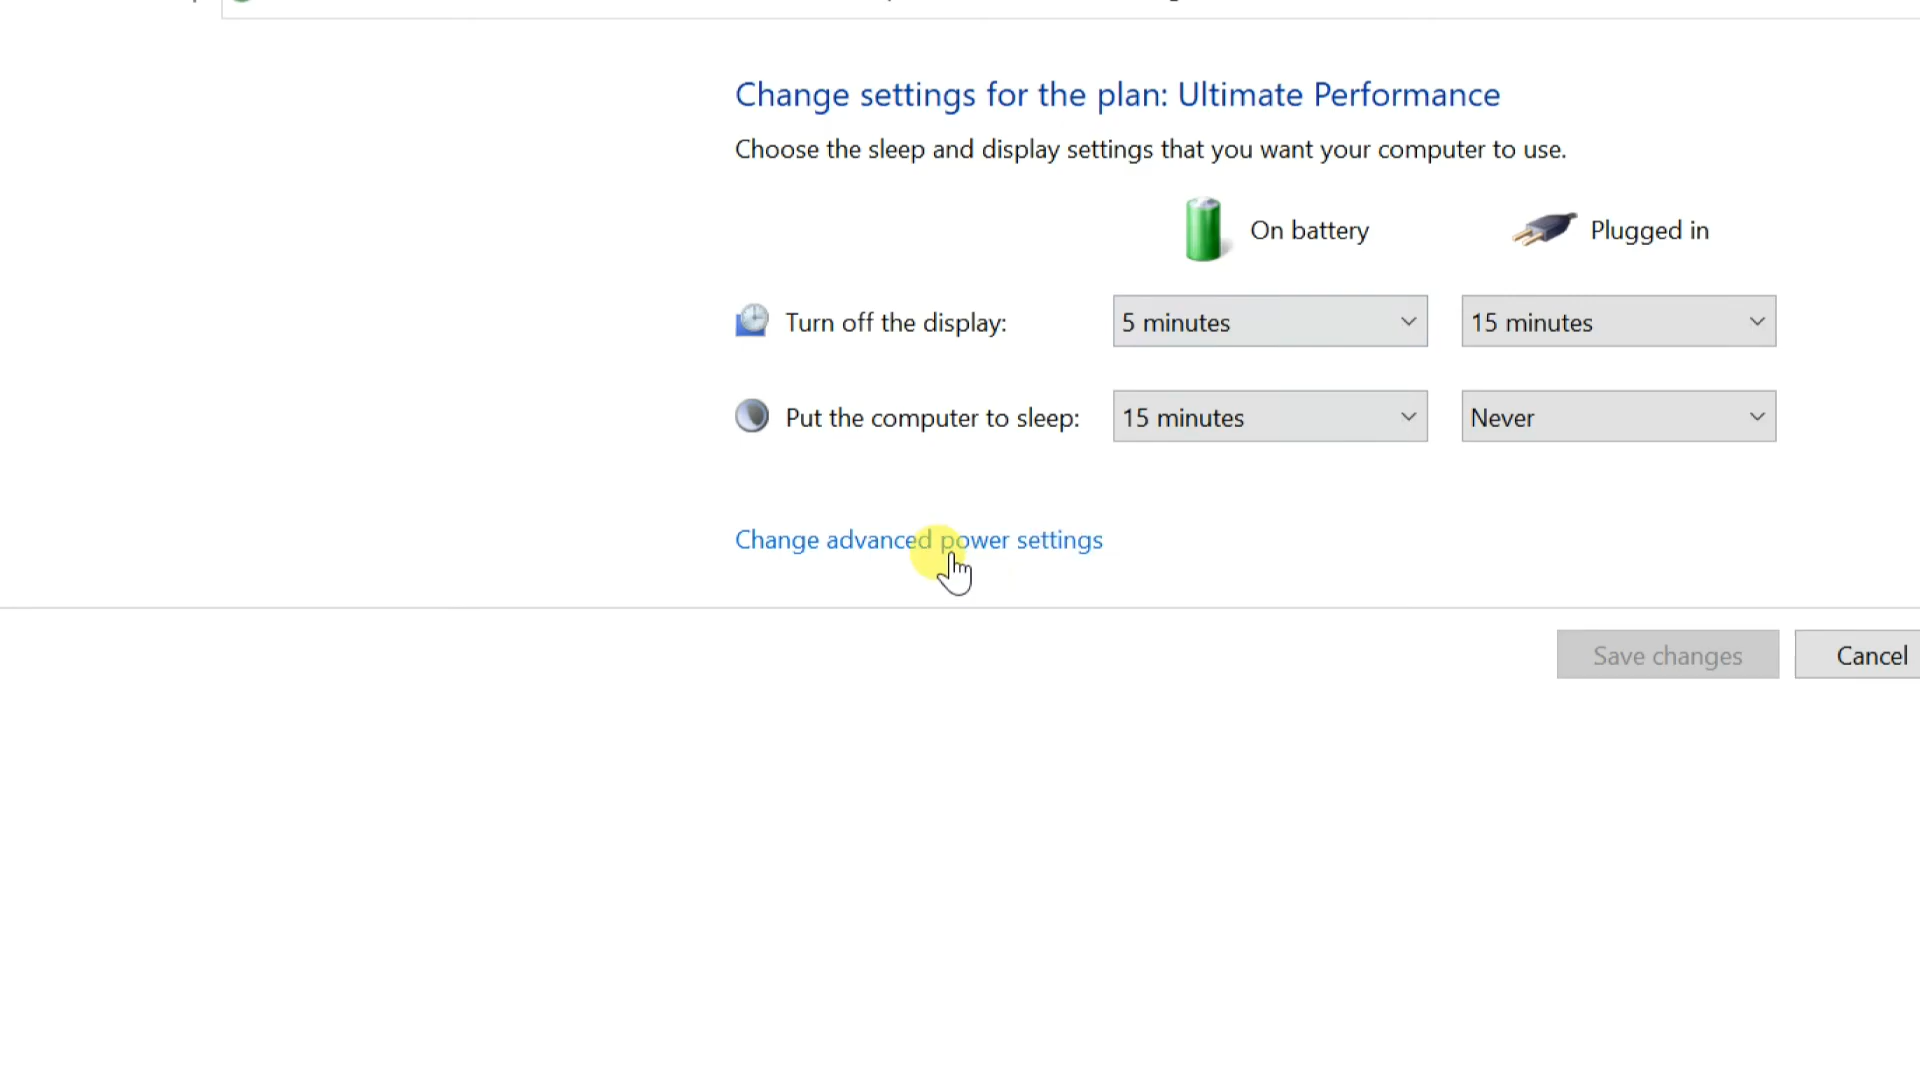 Change settings for the plan: Ultimate Performance
Choose the sleep and display settings that you want your computer to use.
On battery
Plugged in
Turn off the display:
5 minutes
15 minutes
Put the computer to sleep:
15 minutes
Never
Change advanced power settings
Save changes
Cancel